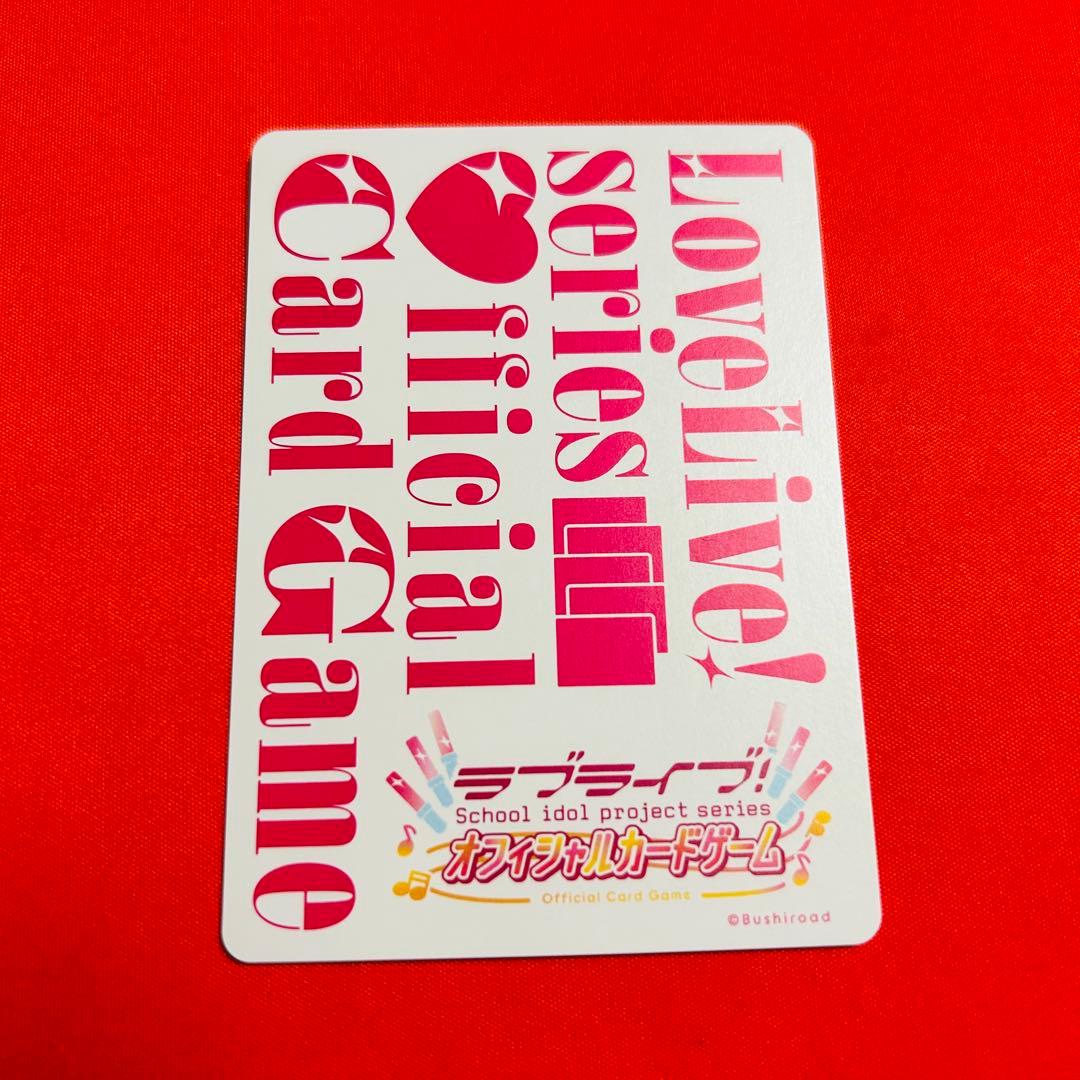 LoveLive!
series
♥fficial
Card Game
ラブライブ!
School idol project series
オフィシャルカードゲーム
Official Card Game
©Bushiroad